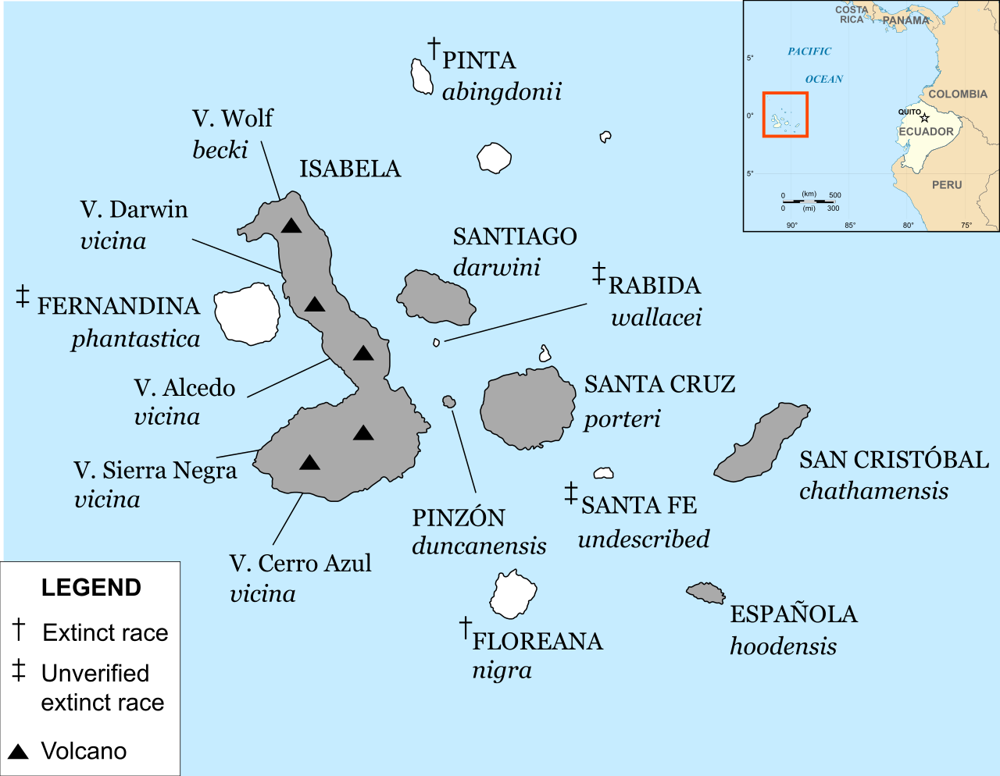 †PINTA
abingdonii
V. Wolf
becki
ISABELA
V. Darwin
vicina
SANTIAGO
darwini
‡RABIDA
wallacei
‡ FERNANDINA
phantastica
V. Alcedo
vicina
SANTA CRUZ
porteri
V. Sierra Negra
vicina
SAN CRISTÓBAL
chathamensis
PINZÓN
duncanensis
‡SANTA FE
undescribed
V. Cerro Azul
vicina
†FLOREANA
nigra
ESPAÑOLA
hoodensis
LEGEND
† Extinct race
‡ Unverified
extinct race
Volcano
COSTA
RICA
PANAMA
PACIFIC
OCEAN
COLOMBIA
QUITO
ECUADOR
PERU
5°
0°
5°
0 (km) 500
0 (mi) 300
90° 85° 80° 75°